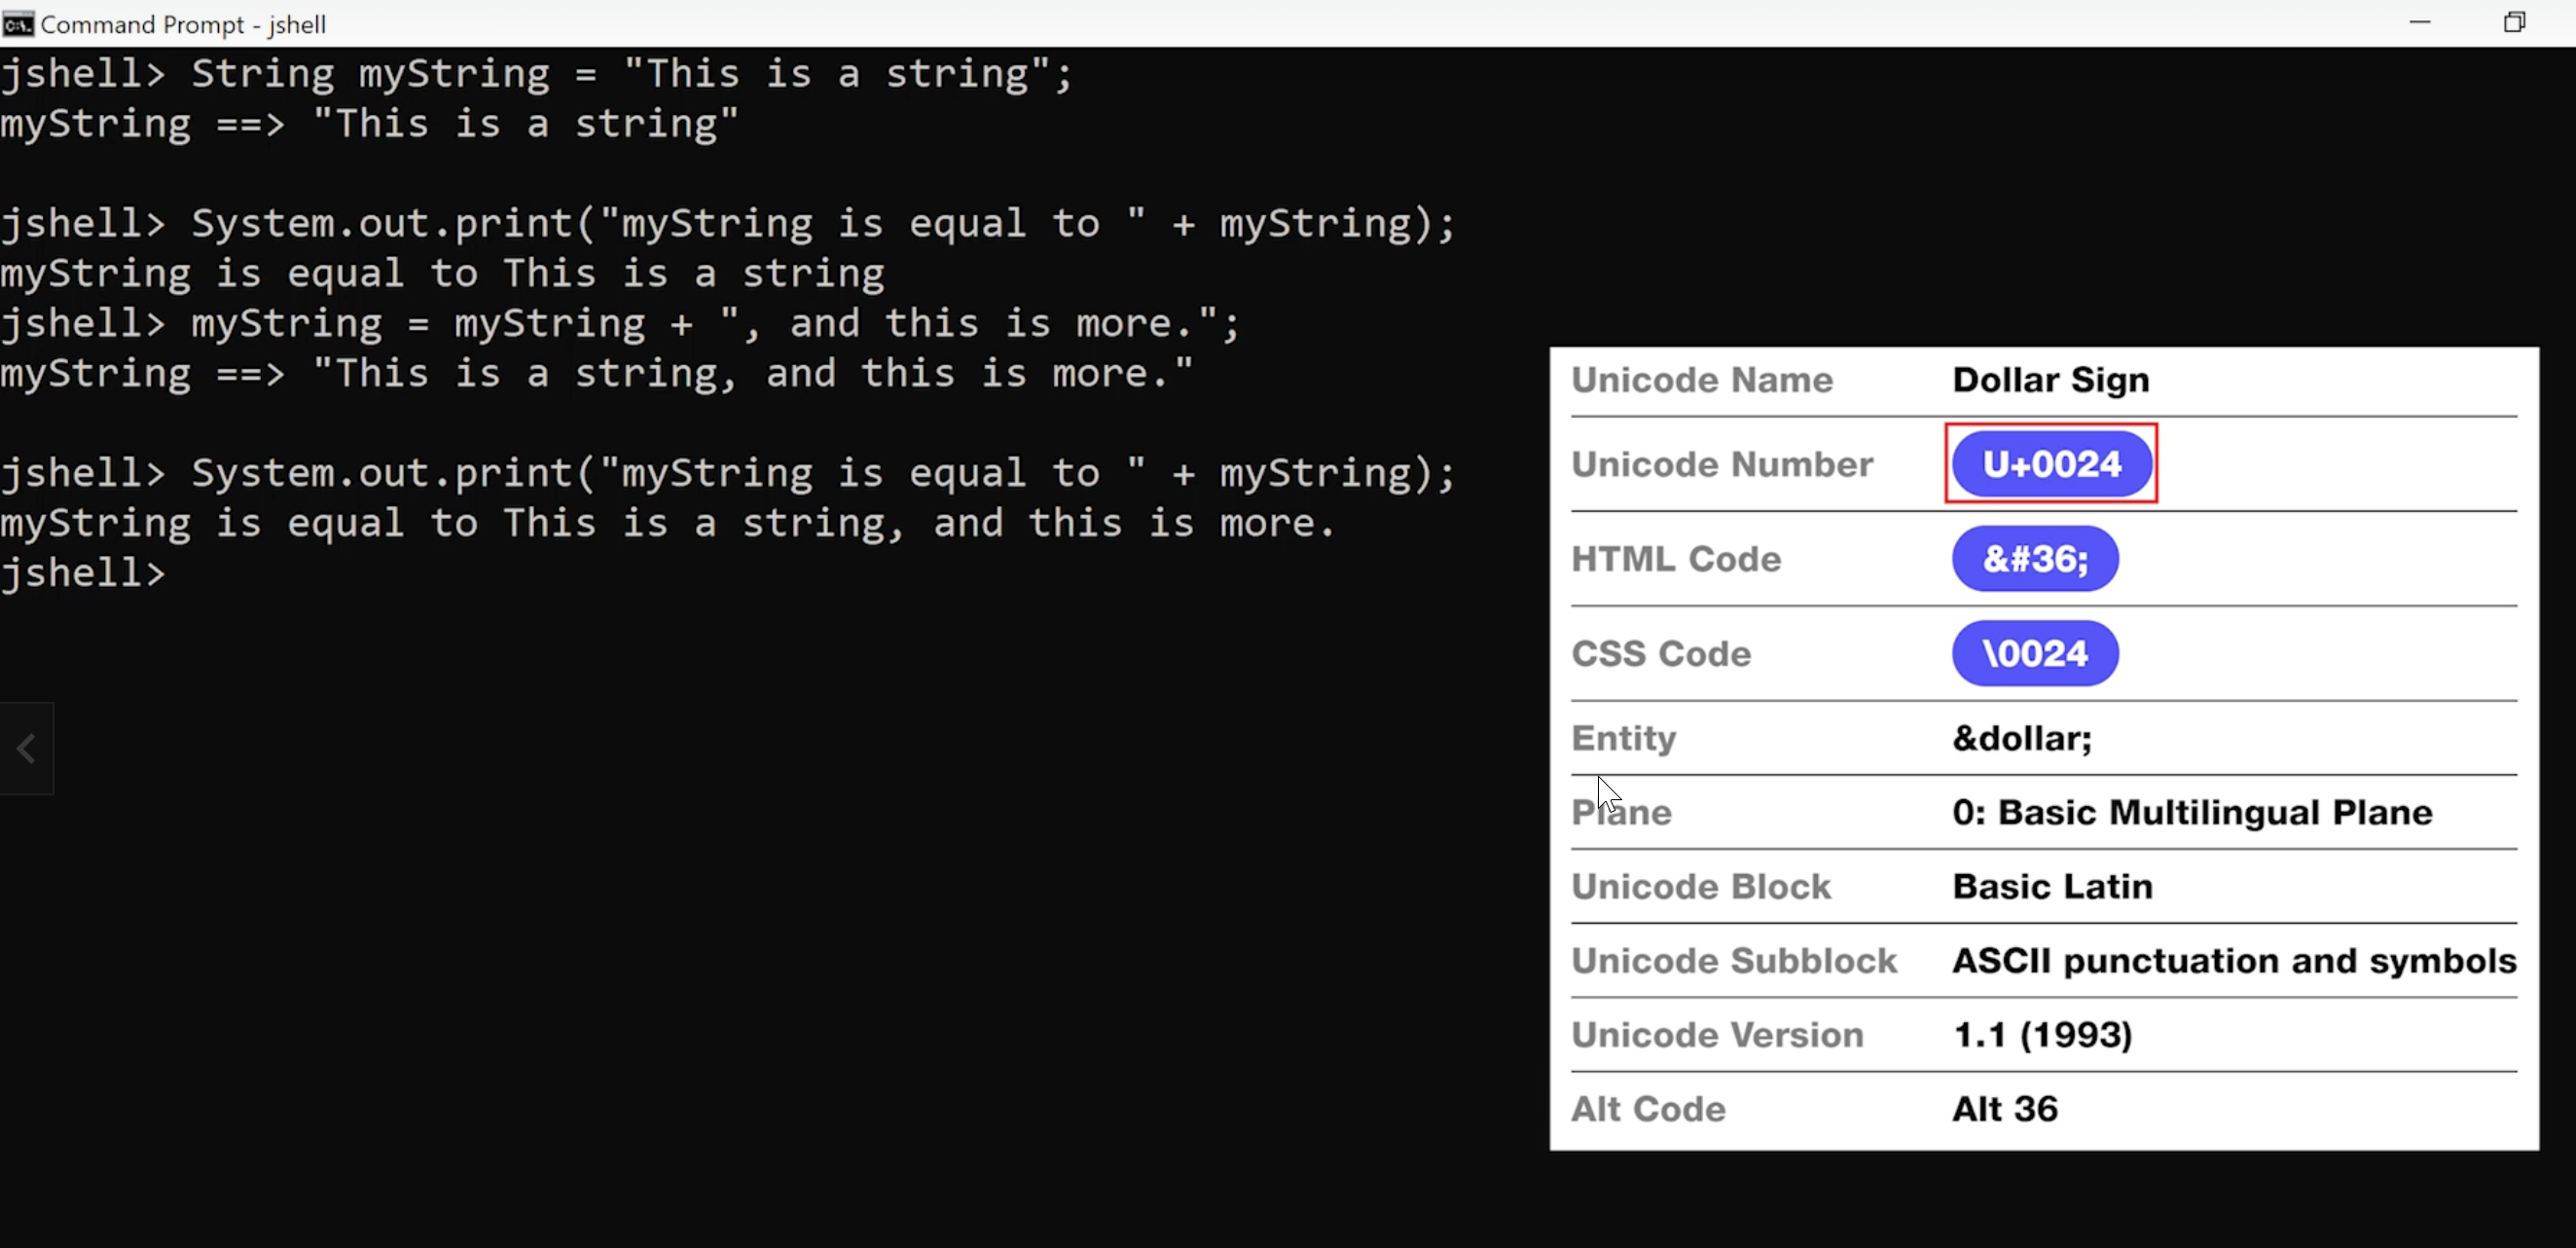 Command Prompt - jshell
jshell> String myString = "This is a string";
myString ==> "This is a string"
jshell> System.out.print("myString is equal to " + myString);
myString is equal to This is a string
jshell> myString = myString + ", and this is more.";
myString ==> "This is a string, and this is more."
jshell> System.out.print("myString is equal to " + myString);
myString is equal to This is a string, and this is more.
jshell>
Unicode Name Dollar Sign
Unicode Number U+0024
HTML Code &#36;
CSS Code \0024
Entity &dollar;
Plane 0: Basic Multilingual Plane
Unicode Block Basic Latin
Unicode Subblock ASCII punctuation and symbols
Unicode Version 1.1 (1993)
Alt Code Alt 36